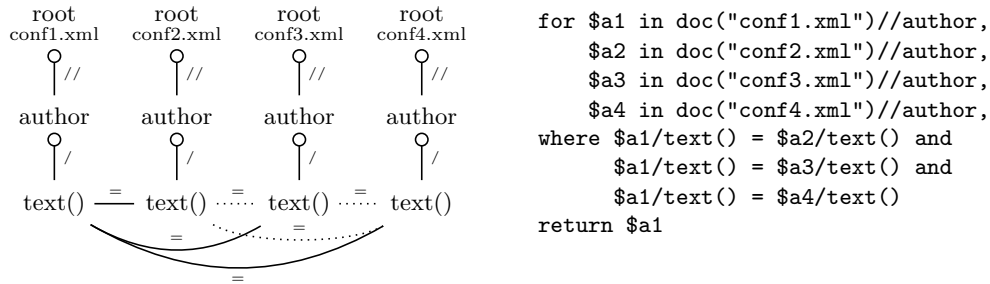 root root root root
conf1.xml conf2.xml conf3.xml conf4.xml
// // // //
author author author author
/ / / /
text() = text() = text() = text()
= =
=
for $a1 in doc("conf1.xml")//author,
$a2 in doc("conf2.xml")//author,
$a3 in doc("conf3.xml")//author,
$a4 in doc("conf4.xml")//author,
where $a1/text() = $a2/text() and
$a1/text() = $a3/text() and
$a1/text() = $a4/text()
return $a1